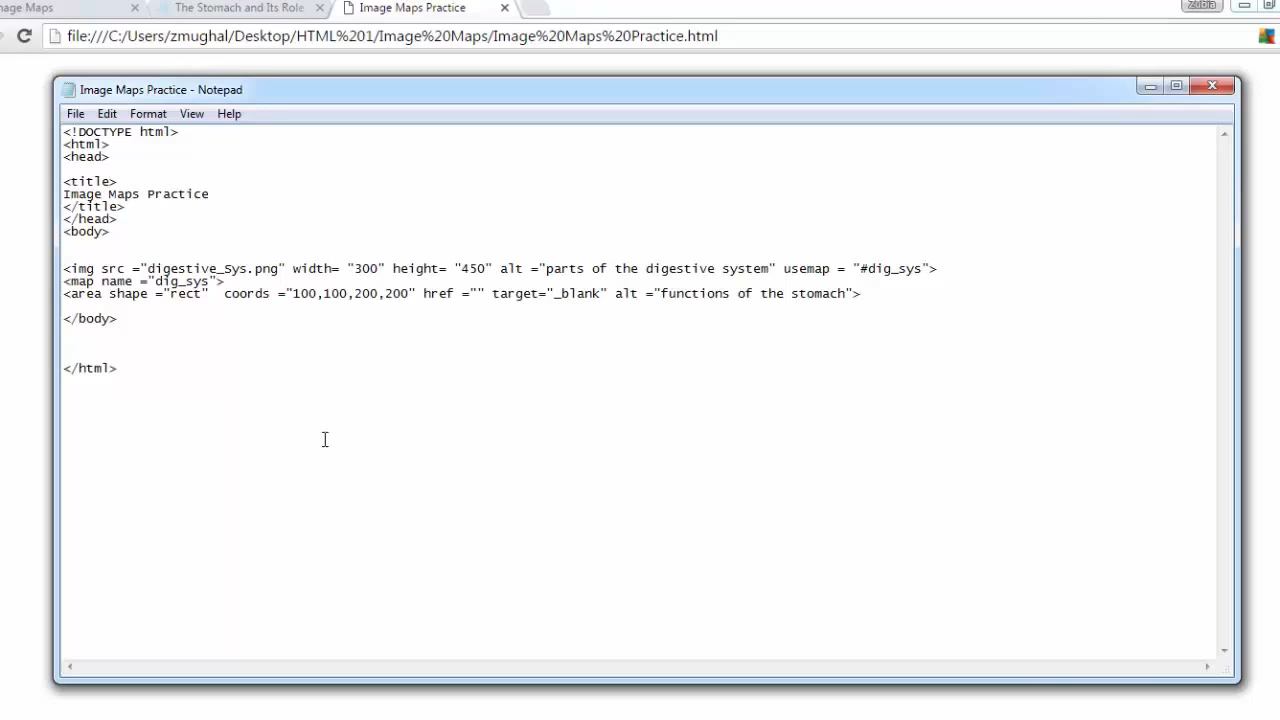 mage Maps
The Stomach and Its Role
Image Maps Practice
Zubia
file:///C:/Users/zmughal/Desktop/HTML%201/Image%20Maps/Image%20Maps%20Practice.html
Image Maps Practice - Notepad
File Edit Format View Help
<!DOCTYPE html>
<html>
<head>
<title>
Image Maps Practice
</title>
</head>
<body>
<img src ="digestive_Sys.png" width= "300" height= "450" alt ="parts of the digestive system" usemap = "#dig_sys">
<map name ="dig_sys">
<area shape ="rect"  coords ="100,100,200,200" href ="" target="_blank" alt ="functions of the stomach">
</body>
</html>